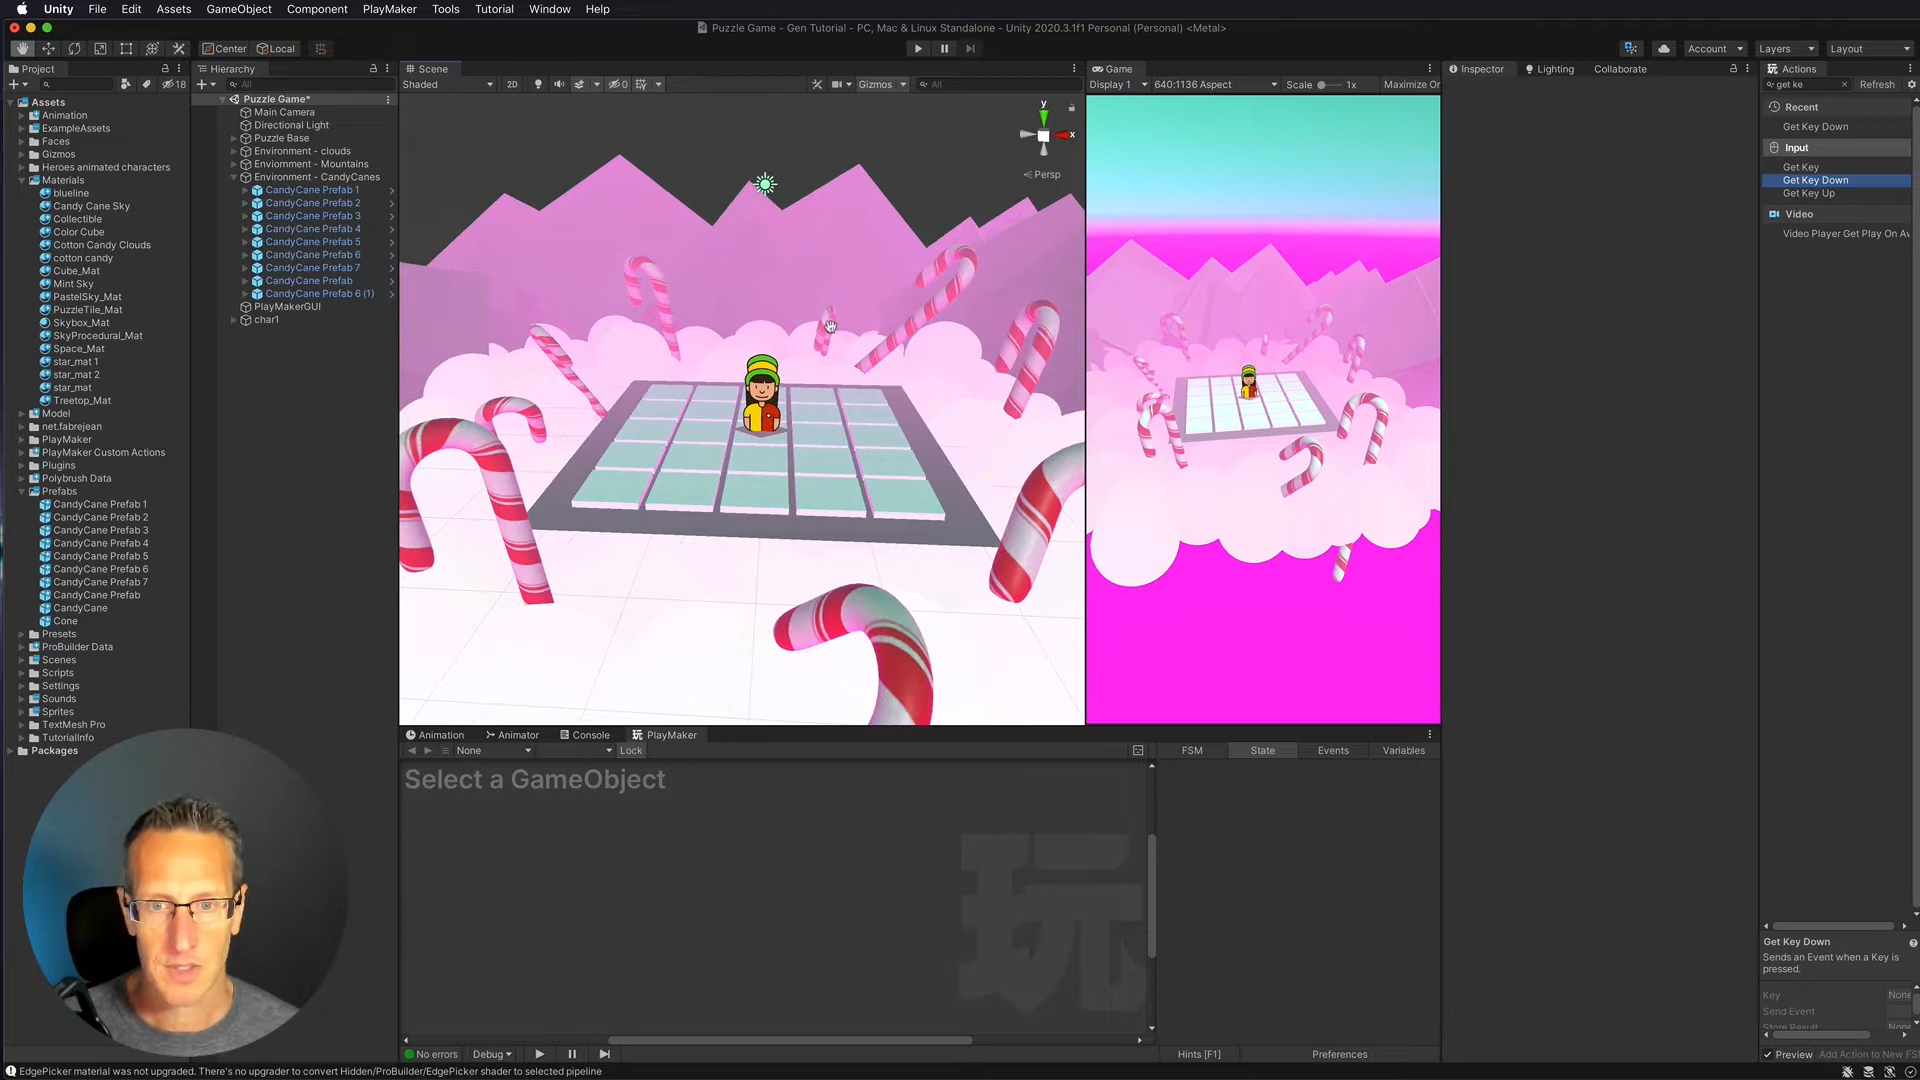 Unity File Edit Assets GameObject Component PlayMaker Tools Tutorial Window Help
Puzzle Game - Gen Tutorial - PC, Mac & Linux Standalone - Unity 2020.3.1f1 Personal (Personal) <Metal>
Center Local Account Layers Layout
Project
18
Assets
Animation
ExampleAssets
Faces
Gizmos
Heroes animated characters
Materials
blueline
Candy Cane Sky
Collectible
Color Cube
Cotton Candy Clouds
cotton candy
Cube_Mat
Mint Sky
PastelSky_Mat
PuzzleTile_Mat
Skybox_Mat
SkyProcedural_Mat
Space_Mat
star_mat 1
star_mat 2
star_mat
Treetop_Mat
Model
net.fabrejean
PlayMaker
PlayMaker Custom Actions
Plugins
Polybrush Data
Prefabs
CandyCane Prefab 1
CandyCane Prefab 2
CandyCane Prefab 3
CandyCane Prefab 4
CandyCane Prefab 5
CandyCane Prefab 6
CandyCane Prefab 7
CandyCane Prefab
CandyCane
Cone
Presets
ProBuilder Data
Scenes
Scripts
Settings
Sounds
Sprites
TextMesh Pro
TutorialInfo
Packages
Hierarchy
All
Puzzle Game*
Main Camera
Directional Light
Puzzle Base
Environment - clouds
Enviornment - Mountains
Environment - CandyCanes
CandyCane Prefab 1
CandyCane Prefab 2
CandyCane Prefab 3
CandyCane Prefab 4
CandyCane Prefab 5
CandyCane Prefab 6
CandyCane Prefab 7
CandyCane Prefab
CandyCane Prefab 6 (1)
PlayMakerGUI
char1
Scene
Shaded 2D 0 Gizmos All
y
x
Persp
Game
Display 1 640:1136 Aspect Scale 1x Maximize Or
Inspector Lighting Collaborate
Actions
get ke Refresh
Recent
Get Key Down
Input
Get Key
Get Key Down
Get Key Up
Video
Video Player Get Play On Av
Animation Animator Console PlayMaker
None Lock FSM State Events Variables
Select a GameObject
玩
No errors Debug Hints [F1] Preferences
Get Key Down
Sends an Event when a Key is
pressed.
Key None
Send Event
Store Result None
Preview Add Action to New FS
EdgePicker material was not upgraded. There's no upgrader to convert Hidden/ProBuilder/EdgePicker shader to selected pipeline